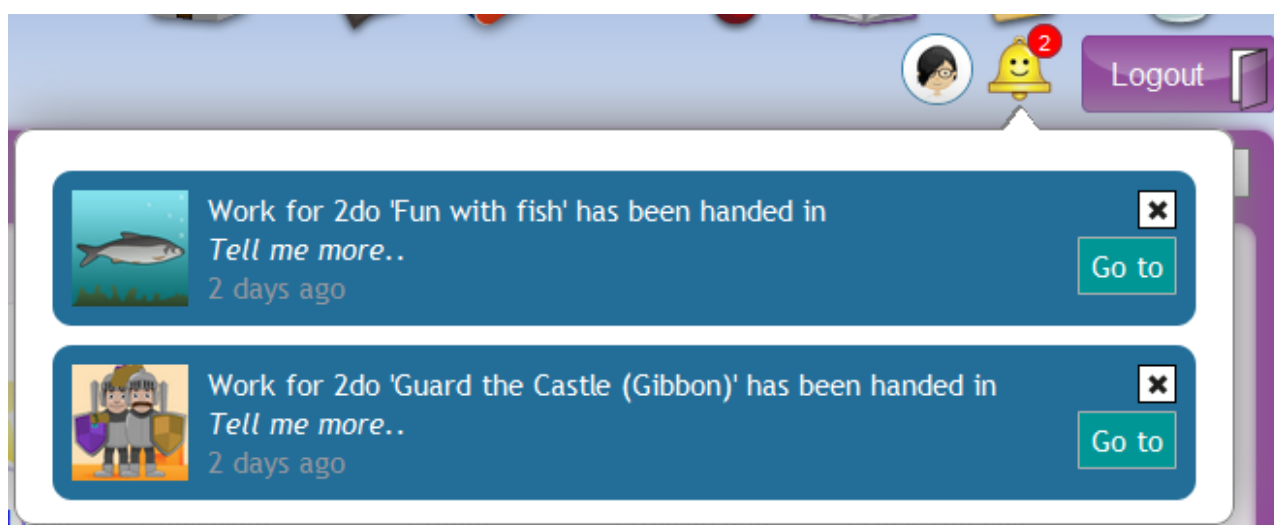 2
Logout
Work for 2do 'Fun with fish' has been handed in
Tell me more..
Go to
2 days ago
Work for 2do 'Guard the Castle (Gibbon)' has been handed in
Tell me more..
Go to
2 days ago